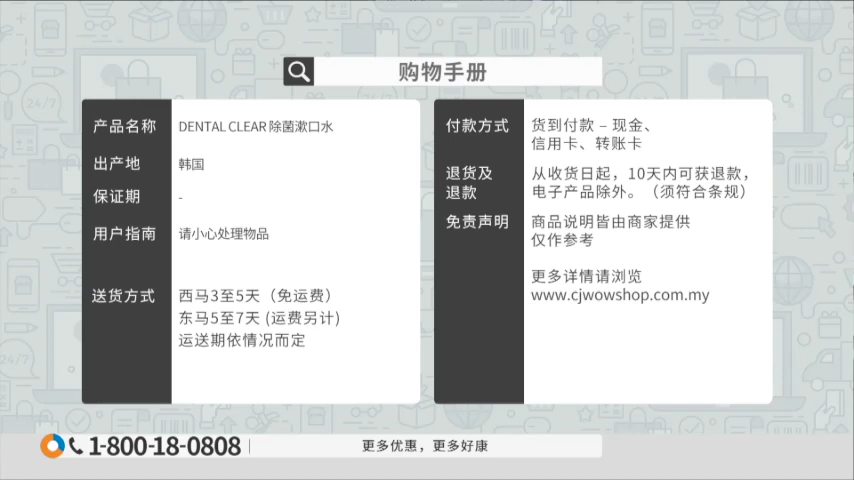 购物手册
产品名称 DENTAL CLEAR 除菌漱口水
出产地 韩国
保证期 -
用户指南 请小心处理物品
送货方式 西马3至5天（免运费）
东马5至7天 (运费另计)
运送期依情况而定
付款方式 货到付款 – 现金、
信用卡、转账卡
退货及 从收货日起，10天内可获退款，
退款 电子产品除外。（须符合条规）
免责声明 商品说明皆由商家提供
仅作参考
更多详情请浏览
www.cjwowshop.com.my
1-800-18-0808
更多优惠，更多好康
24/7
24/7